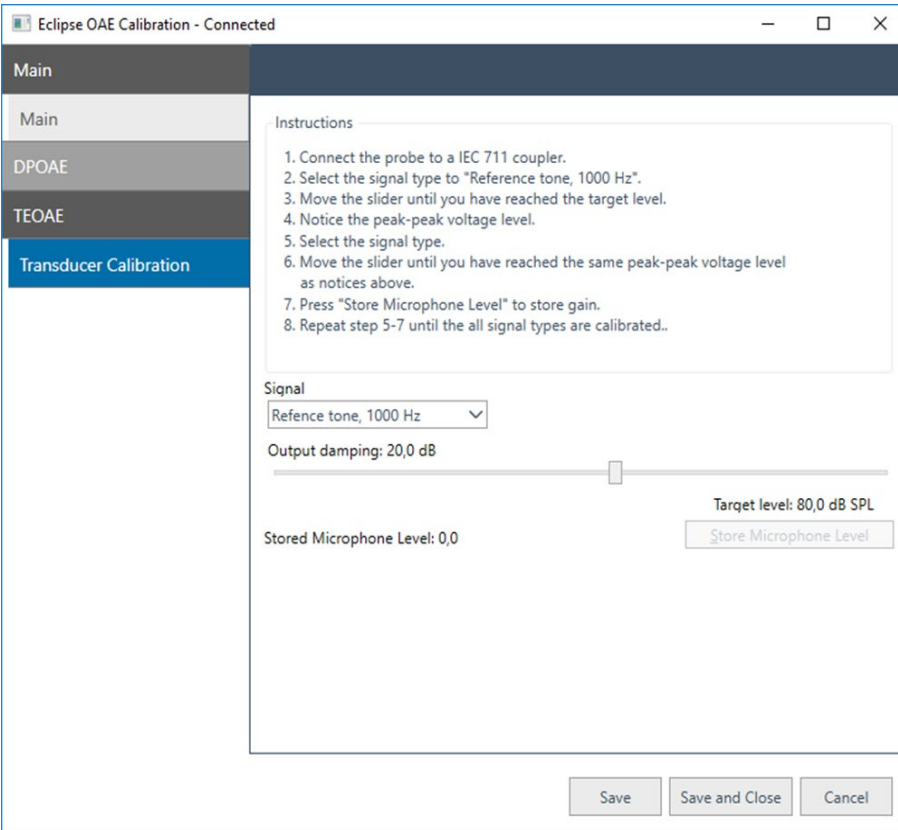 Eclipse OAE Calibration - Connected
Main
Main
DPOAE
TEOAE
Transducer Calibration
Instructions
1. Connect the probe to a IEC 711 coupler.
2. Select the signal type to "Reference tone, 1000 Hz".
3. Move the slider until you have reached the target level.
4. Notice the peak-peak voltage level.
5. Select the signal type.
6. Move the slider until you have reached the same peak-peak voltage level
as notices above.
7. Press "Store Microphone Level" to store gain.
8. Repeat step 5-7 until the all signal types are calibrated..
Signal
Refence tone, 1000 Hz
Output damping: 20,0 dB
Target level: 80,0 dB SPL
Stored Microphone Level: 0,0
Store Microphone Level
Save
Save and Close
Cancel